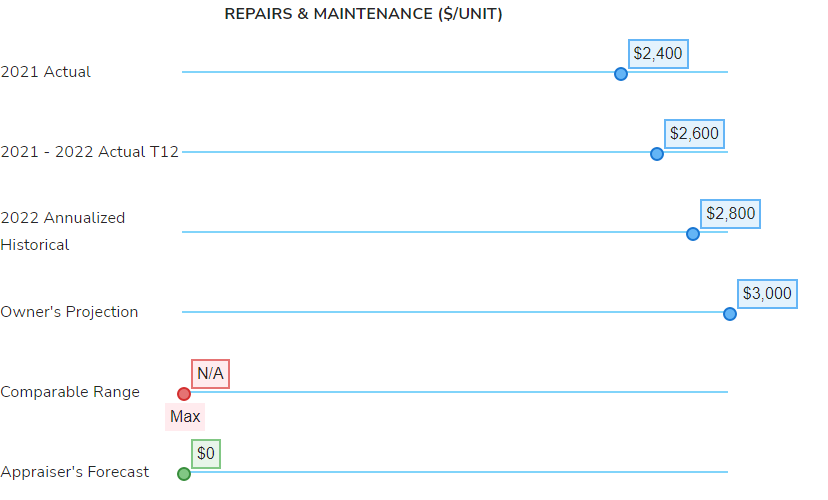 REPAIRS & MAINTENANCE ($/UNIT)
$2,400
2021 Actual
$2,600
2021 - 2022 Actual T12
$2,800
2022 Annualized
Historical
$3,000
Owner's Projection
N/A
Comparable Range
Max
$0
Appraiser's Forecast